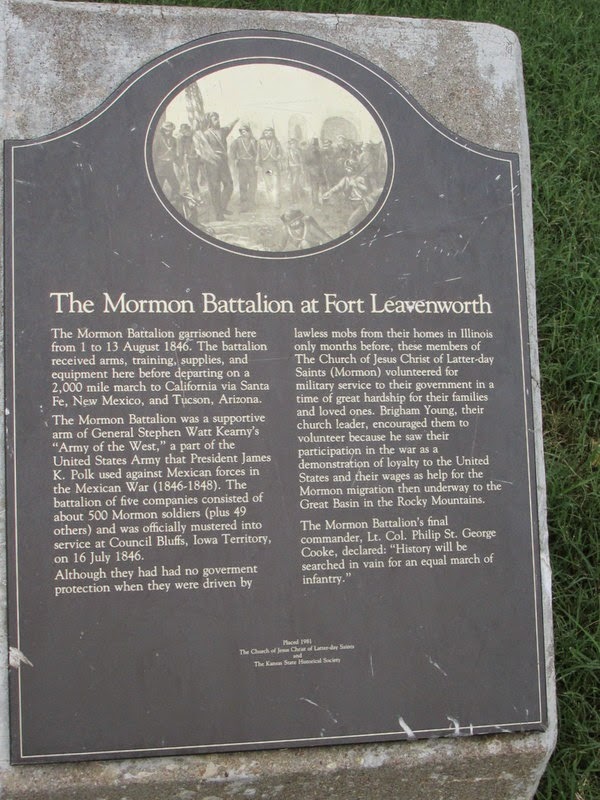 The Mormon Battalion at Fort Leavenworth
The Mormon Battalion garrisoned here
from 1 to 13 August 1846. The battalion
received arms, training, supplies, and
equipment here before departing on a
2,000 mile march to California via Santa
Fe, New Mexico, and Tucson, Arizona.
The Mormon Battalion was a supportive
arm of General Stephen Watt Kearny's
"Army of the West," a part of the
United States Army that President James
K. Polk used against Mexican forces in
the Mexican War (1846-1848). The
battalion of five companies consisted of
about 500 Mormon soldiers (plus 49
others) and was officially mustered into
service at Council Bluffs, Iowa Territory,
on 16 July 1846.
Although they had had no goverment
protection when they were driven by
lawless mobs from their homes in Illinois
only months before, these members of
The Church of Jesus Christ of Latter-day
Saints (Mormon) volunteered for
military service to their government in a
time of great hardship for their families
and loved ones. Brigham Young, their
church leader, encouraged them to
volunteer because he saw their
participation in the war as a
demonstration of loyalty to the United
States and their wages as help for the
Mormon migration then underway to the
Great Basin in the Rocky Mountains.
The Mormon Battalion's final
commander, Lt. Col. Philip St. George
Cooke, declared: "History will be
searched in vain for an equal march of
infantry."
Placed 1981
The Church of Jesus Christ of Latter-day Saints
and
The Kansas State Historical Society